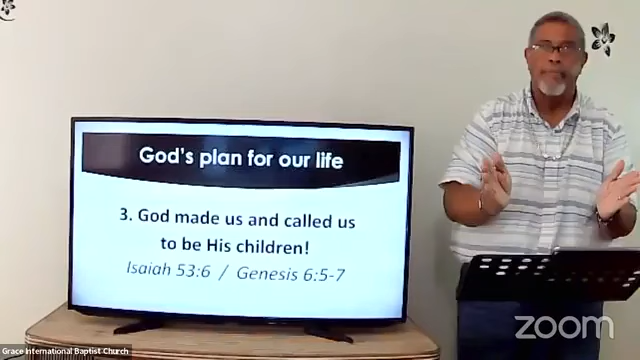 God's plan for our life
3. God made us and called us
to be His children!
Isaiah 53:6 / Genesis 6:5-7
Grace International Baptist Church
zoom